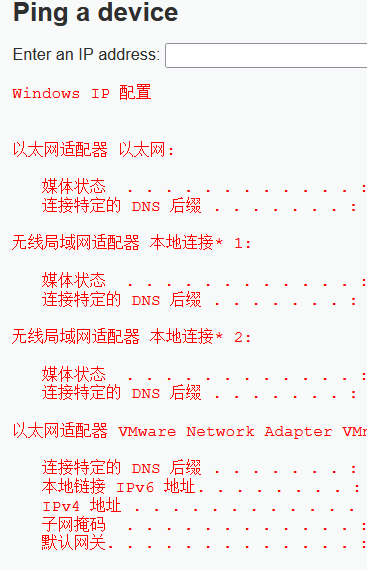 Ping a device
Enter an IP address:
Windows IP 配置
以太网适配器 以太网:
媒体状态 . . . . . . . . . . . . :
连接特定的 DNS 后缀 . . . . . . . :
无线局域网适配器 本地连接* 1:
媒体状态 . . . . . . . . . . . . :
连接特定的 DNS 后缀 . . . . . . . :
无线局域网适配器 本地连接* 2:
媒体状态 . . . . . . . . . . . . :
连接特定的 DNS 后缀 . . . . . . . :
以太网适配器 VMware Network Adapter
连接特定的 DNS 后缀 . . . . . . . :
本地链接 IPv6 地址. . . . . . . . :
IPv4 地址 . . . . . . . . . . . .
子网掩码 . . . . . . . . . . . . :
默认网关. . . . . . . . . . . . . :